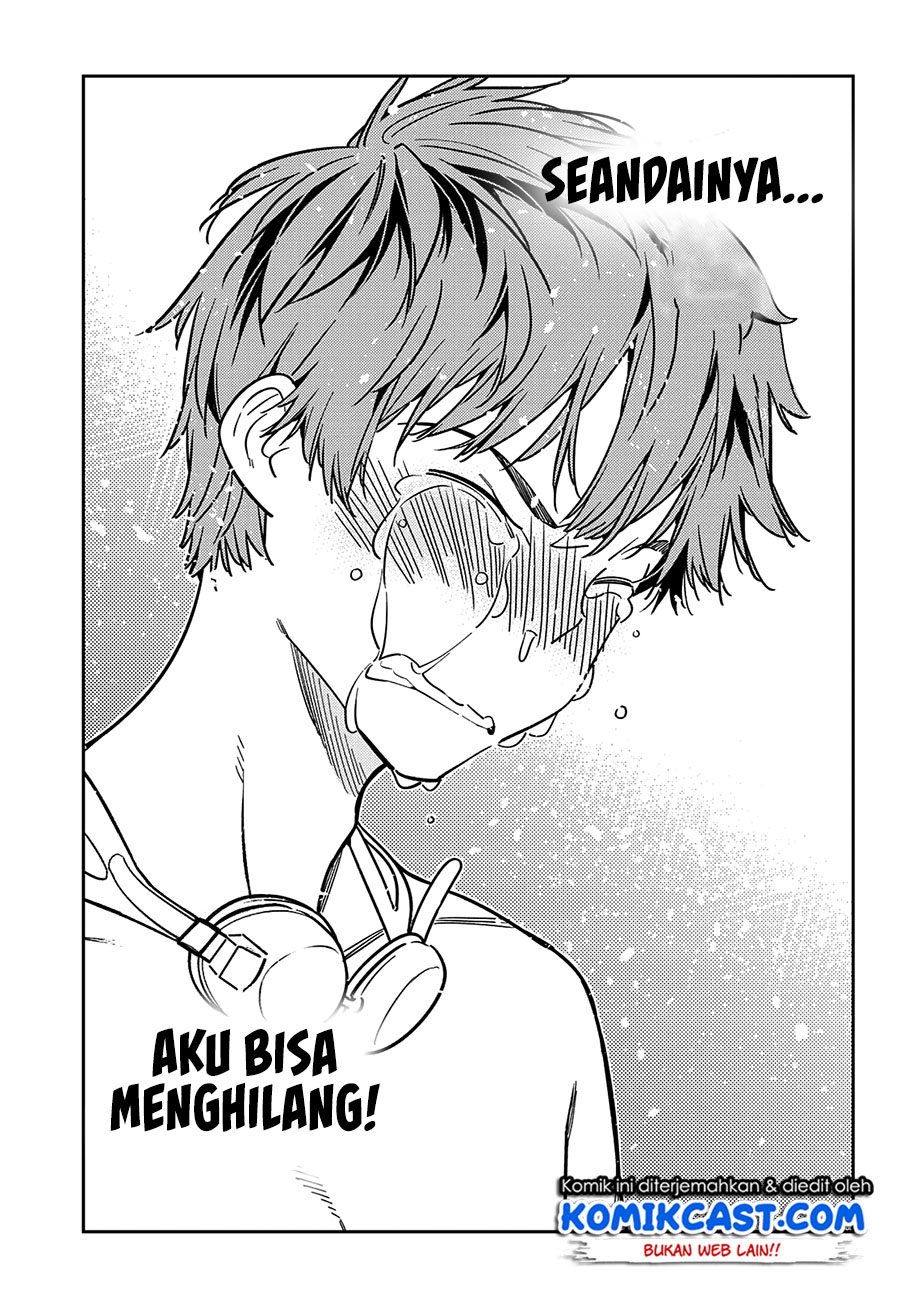 SEANDAINYA...
AKU BISA
MENGHILANG!
Komik ini diterjemahkan & diedit oleh
KOMIKCAST.COM
BUKAN WEB LAIN!!